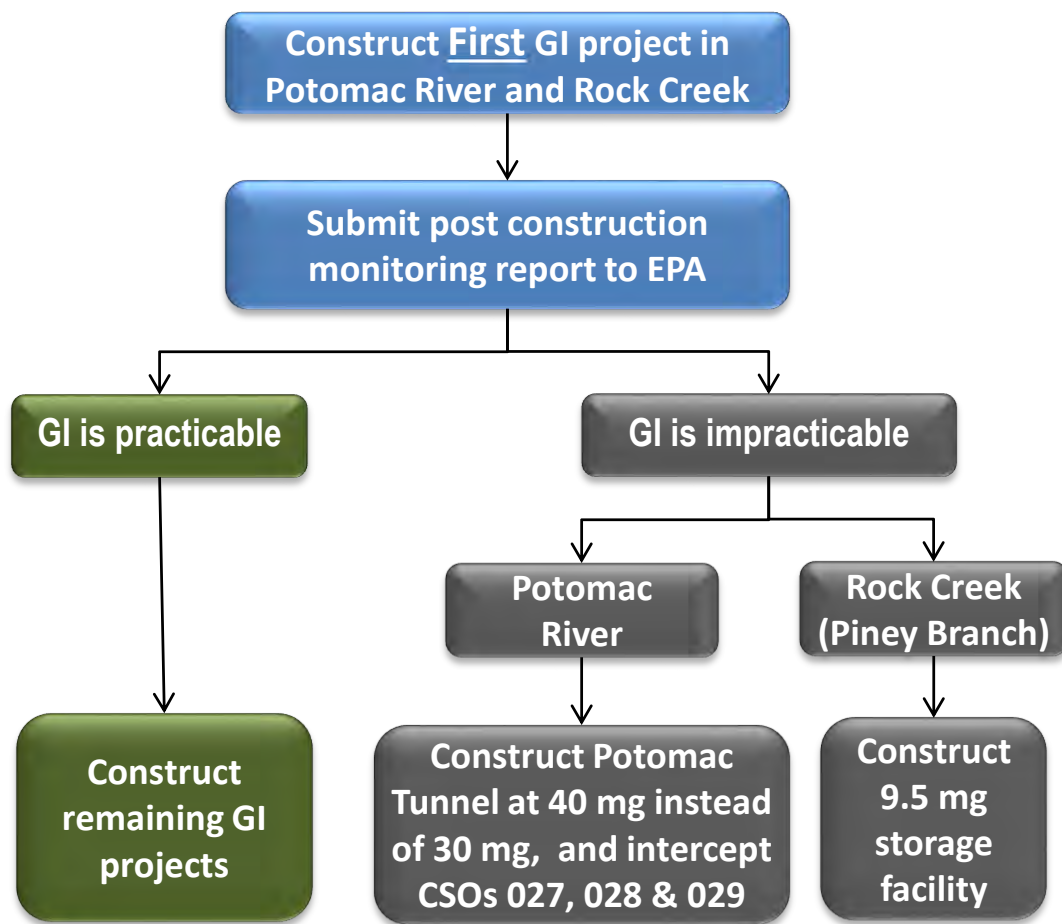 Construct First GI project in
Potomac River and Rock Creek
Submit post construction
monitoring report to EPA
GI is practicable
GI is impracticable
Potomac
River
Rock Creek
(Piney Branch)
Construct
remaining GI
projects
Construct Potomac
Tunnel at 40 mg instead
of 30 mg, and intercept
CSOs 027, 028 & 029
Construct
9.5 mg
storage
facility